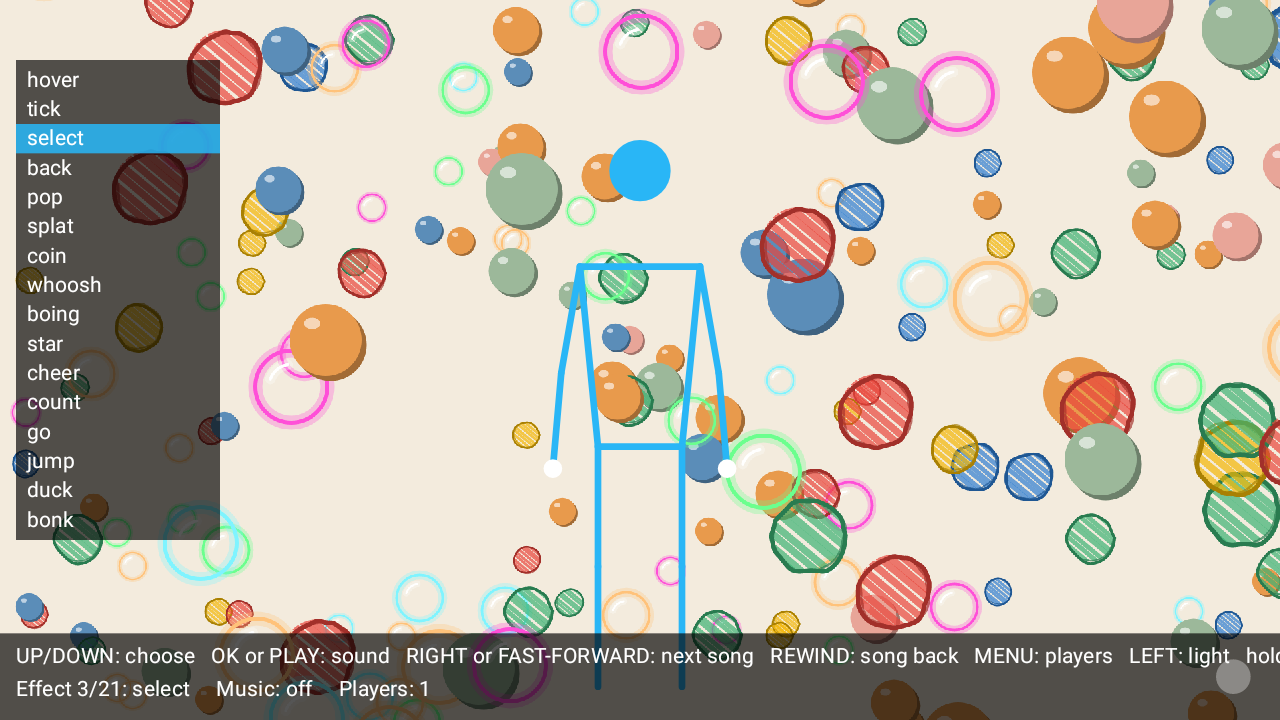 hover
tick
select
back
pop
splat
coin
whoosh
boing
star
cheer
count
go
jump
duck
bonk
UP/DOWN: choose   OK or PLAY: sound   RIGHT or FAST-FORWARD: next song   REWIND: song back   MENU: players   LEFT: light
Effect 3/21: select   Music: off   Players: 1